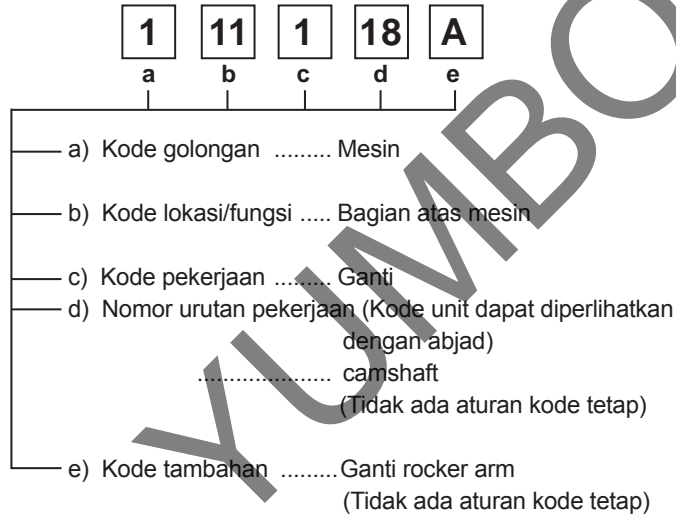 1 11 1 18 A
a b c d e
a) Kode golongan ......... Mesin
b) Kode lokasi/fungsi ..... Bagian atas mesin
c) Kode pekerjaan ......... Ganti
d) Nomor urutan pekerjaan (Kode unit dapat diperlihatkan
dengan abjad)
..................... camshaft
(Tidak ada aturan kode tetap)
e) Kode tambahan .........Ganti rocker arm
(Tidak ada aturan kode tetap)
YUMBO